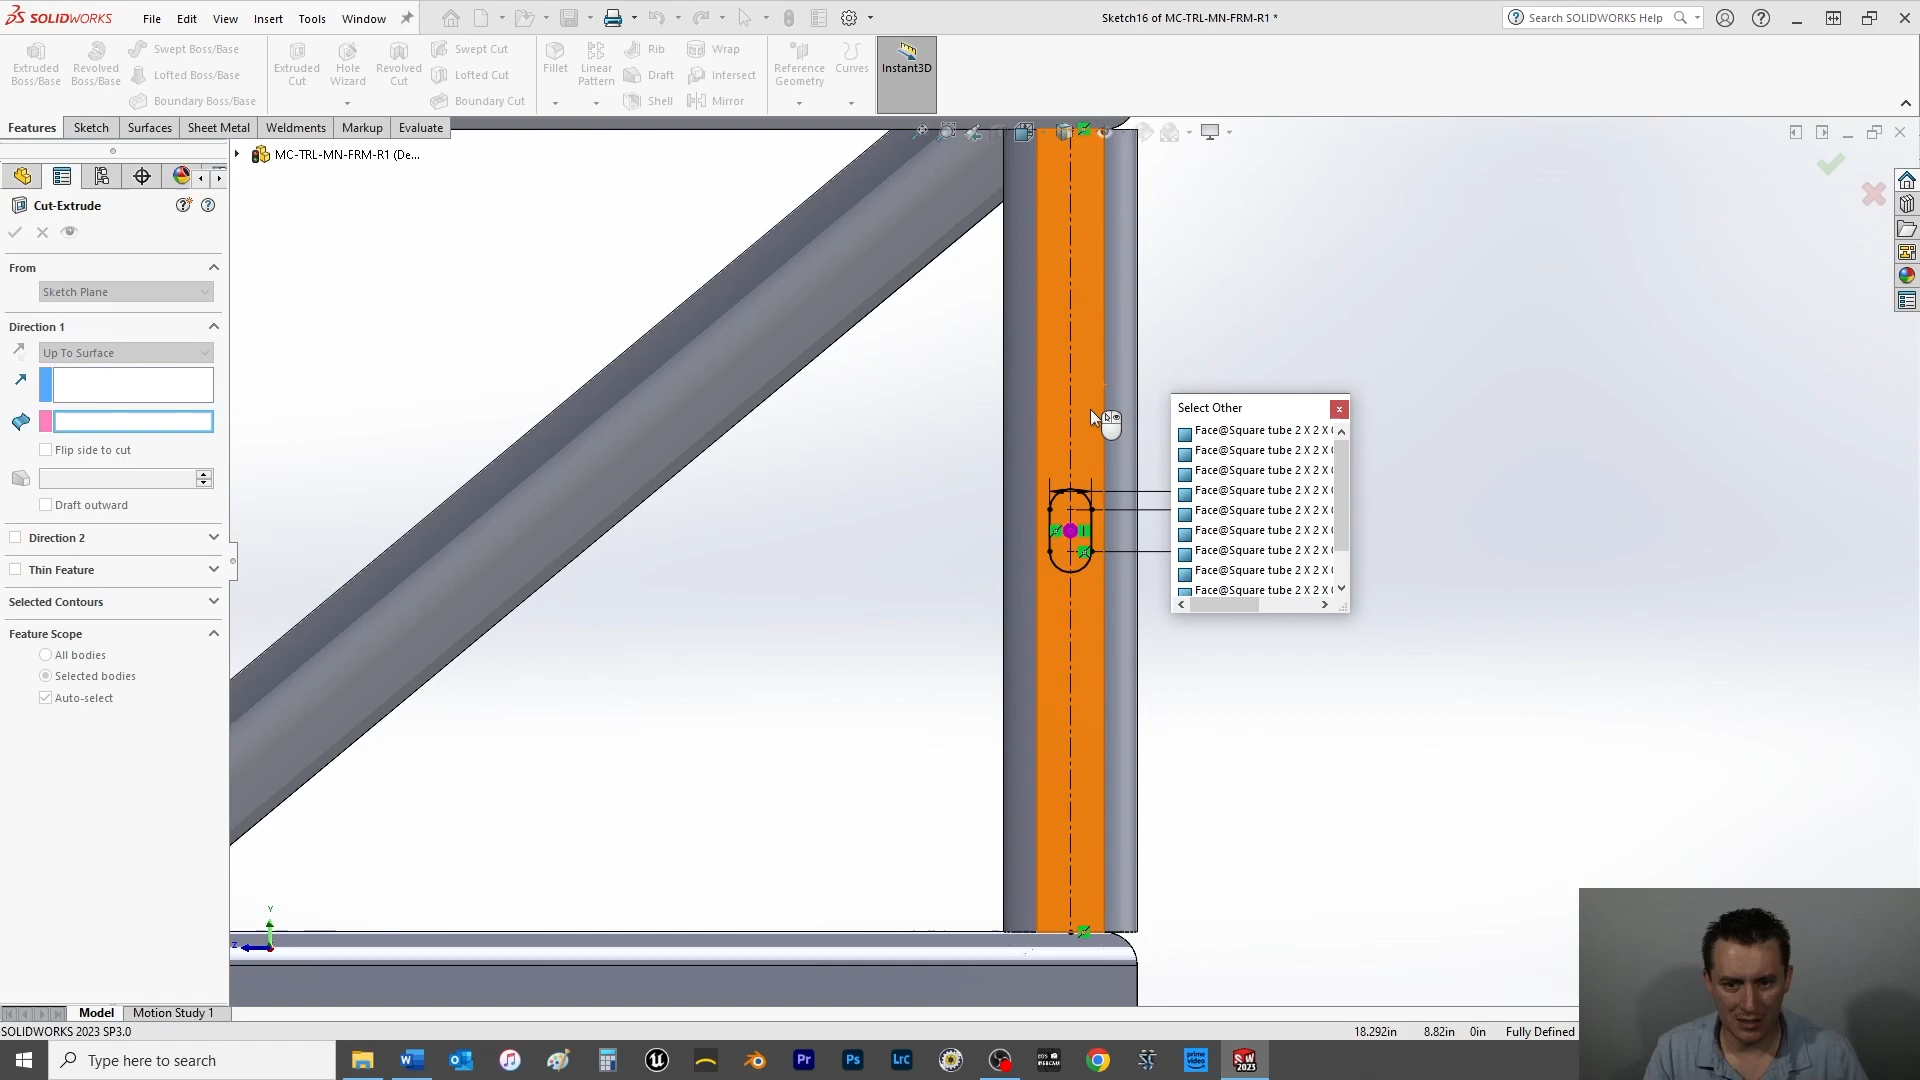 SOLIDWORKS
File Edit View Insert Tools Window
Sketch16 of MC-TRL-MN-FRM-R1 *
Search SOLIDWORKS Help
Extruded Boss/Base
Revolved Boss/Base
Swept Boss/Base
Lofted Boss/Base
Boundary Boss/Base
Extruded Cut
Hole Wizard
Revolved Cut
Swept Cut
Lofted Cut
Boundary Cut
Fillet
Linear Pattern
Rib
Draft
Shell
Wrap
Intersect
Mirror
Reference Geometry
Curves
Instant3D
Features Sketch Surfaces Sheet Metal Weldments Markup Evaluate
MC-TRL-MN-FRM-R1 (De...
Cut-Extrude
From
Sketch Plane
Direction 1
Up To Surface
Flip side to cut
Draft outward
Direction 2
Thin Feature
Selected Contours
Feature Scope
All bodies
Selected bodies
Auto-select
Select Other
Face@Square tube 2 X 2 X
Face@Square tube 2 X 2 X
Face@Square tube 2 X 2 X
Face@Square tube 2 X 2 X
Face@Square tube 2 X 2 X
Face@Square tube 2 X 2 X
Face@Square tube 2 X 2 X
Face@Square tube 2 X 2 X
Face@Square tube 2 X 2 X
Y
Z
Model Motion Study 1
SOLIDWORKS 2023 SP3.0
18.292in 8.82in 0in Fully Defined
Type here to search
Pr
Ps
LrC
prime video
SW 2023